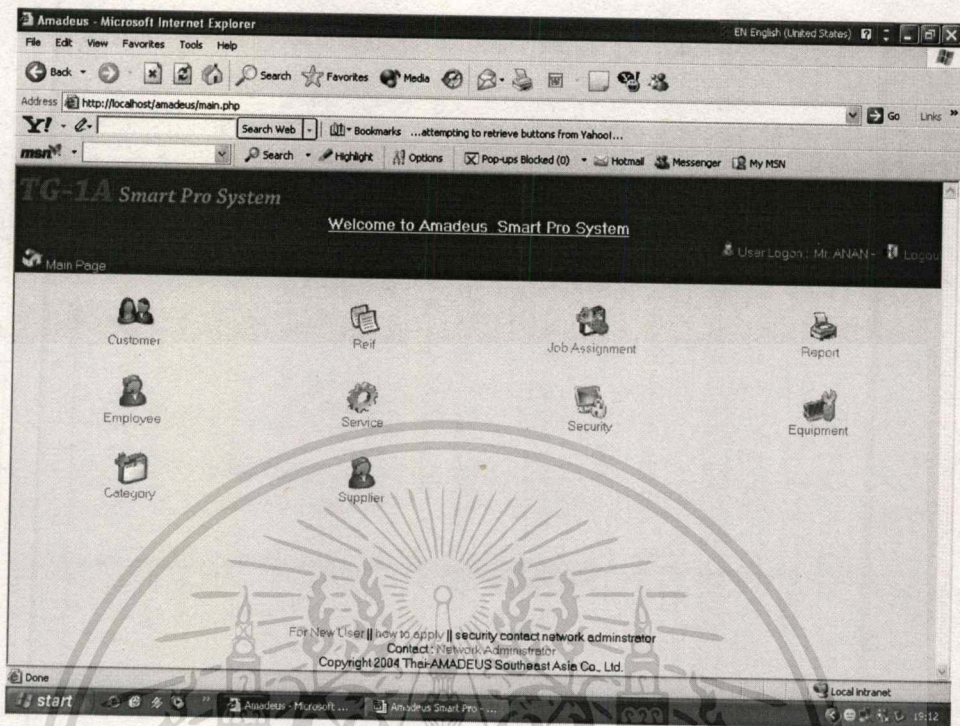 Amadeus - Microsoft Internet Explorer
EN English (United States)
File Edit View Favorites Tools Help
Back Search Favorites Media
Address http://localhost/amadeus/main.php Go Links »
Y! Search Web Bookmarks ...attempting to retrieve buttons from Yahoo!...
msn Search Highlight Options Pop-ups Blocked (0) Hotmail Messenger My MSN
TG-1A Smart Pro System
Welcome to Amadeus Smart Pro System
User Logon : Mr. ANAN - Logou
Main Page
Customer Reif Job Assignment Report
Employee Service Security Equipment
Category Supplier
For New User || how to apply || security contact network adminstrator
Contact : Network Administrator
Copyright 2004 Thai-AMADEUS Southeast Asia Co., Ltd.
Done Local intranet
start » Amadeus - Microsoft ... Amadeus Smart Pro - ... 19:12